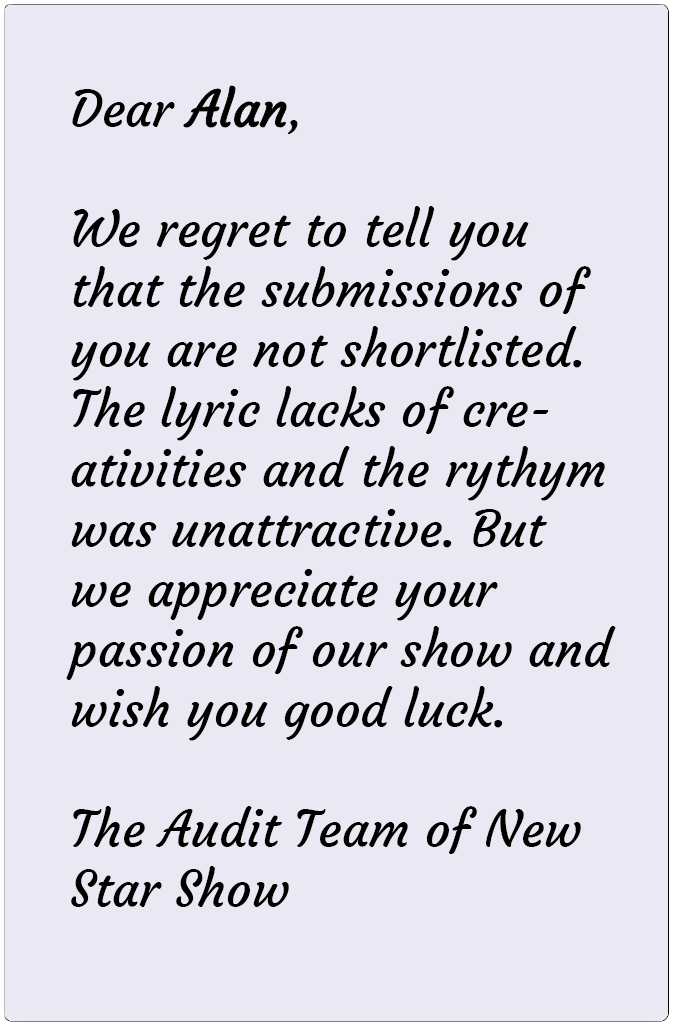 Dear Alan,
We regret to tell you
that the submissions of
you are not shortlisted.
The lyric lacks of cre-
ativities and the rythym
was unattractive. But
we appreciate your
passion of our show and
wish you good luck.
The Audit Team of New
Star Show